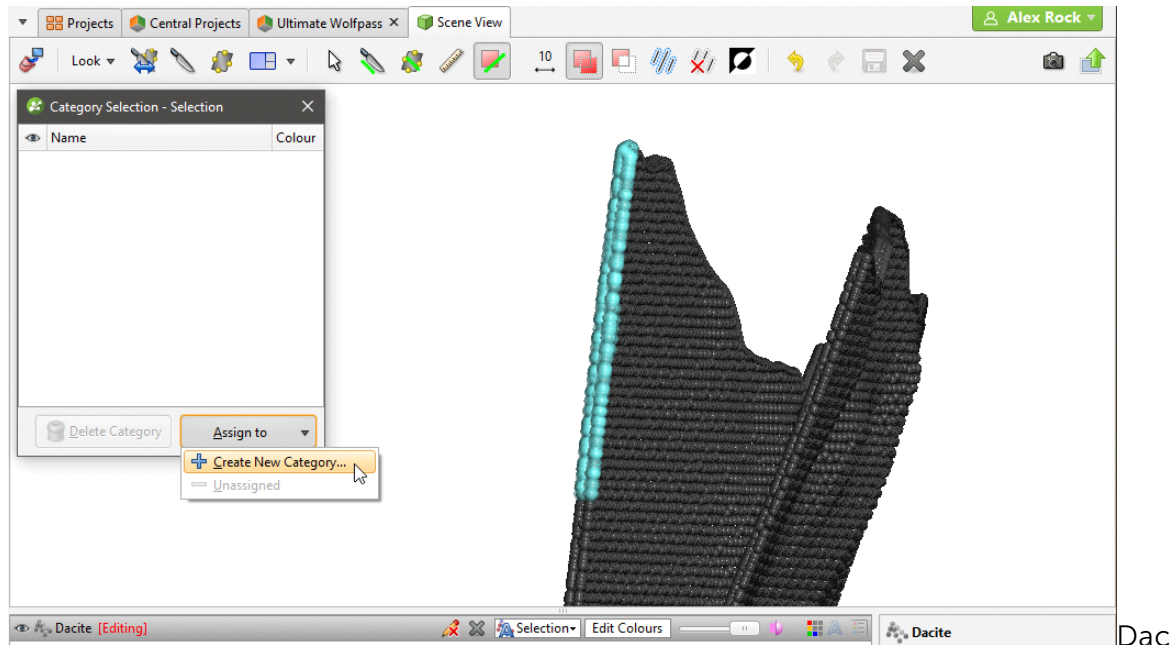 Projects Central Projects Ultimate Wolfpass × Scene View Alex Rock
Look 10
Category Selection - Selection
Name Colour
Delete Category Assign to
Create New Category...
Unassigned
Dacite [Editing] Selection Edit Colours Dacite
Dac